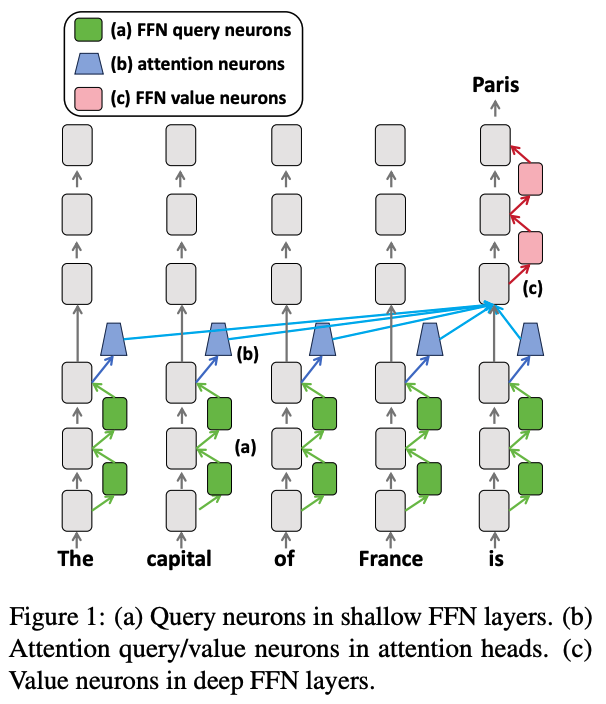 (a) FFN query neurons
(b) attention neurons
(c) FFN value neurons
Paris
(c)
(b)
(a)
The capital of France is
Figure 1: (a) Query neurons in shallow FFN layers. (b)
Attention query/value neurons in attention heads. (c)
Value neurons in deep FFN layers.